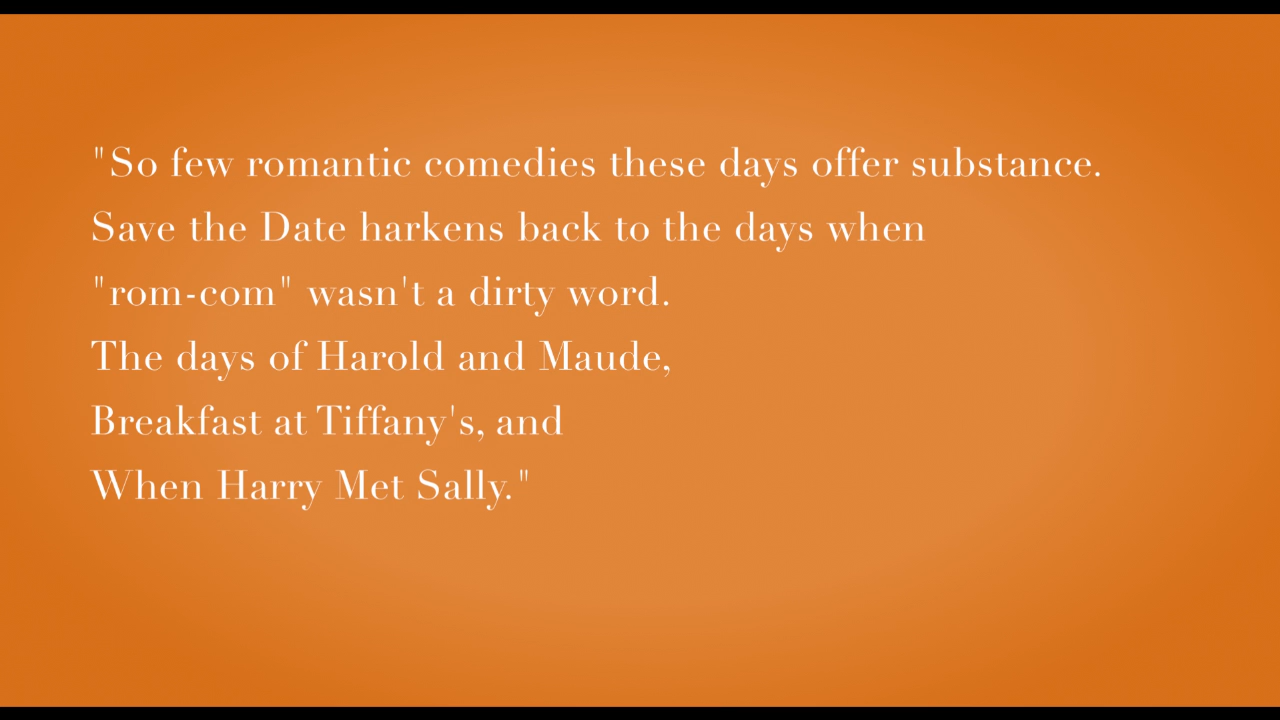 "So few romantic comedies these days offer substance.
Save the Date harkens back to the days when
"rom-com" wasn't a dirty word.
The days of Harold and Maude,
Breakfast at Tiffany's, and
When Harry Met Sally."